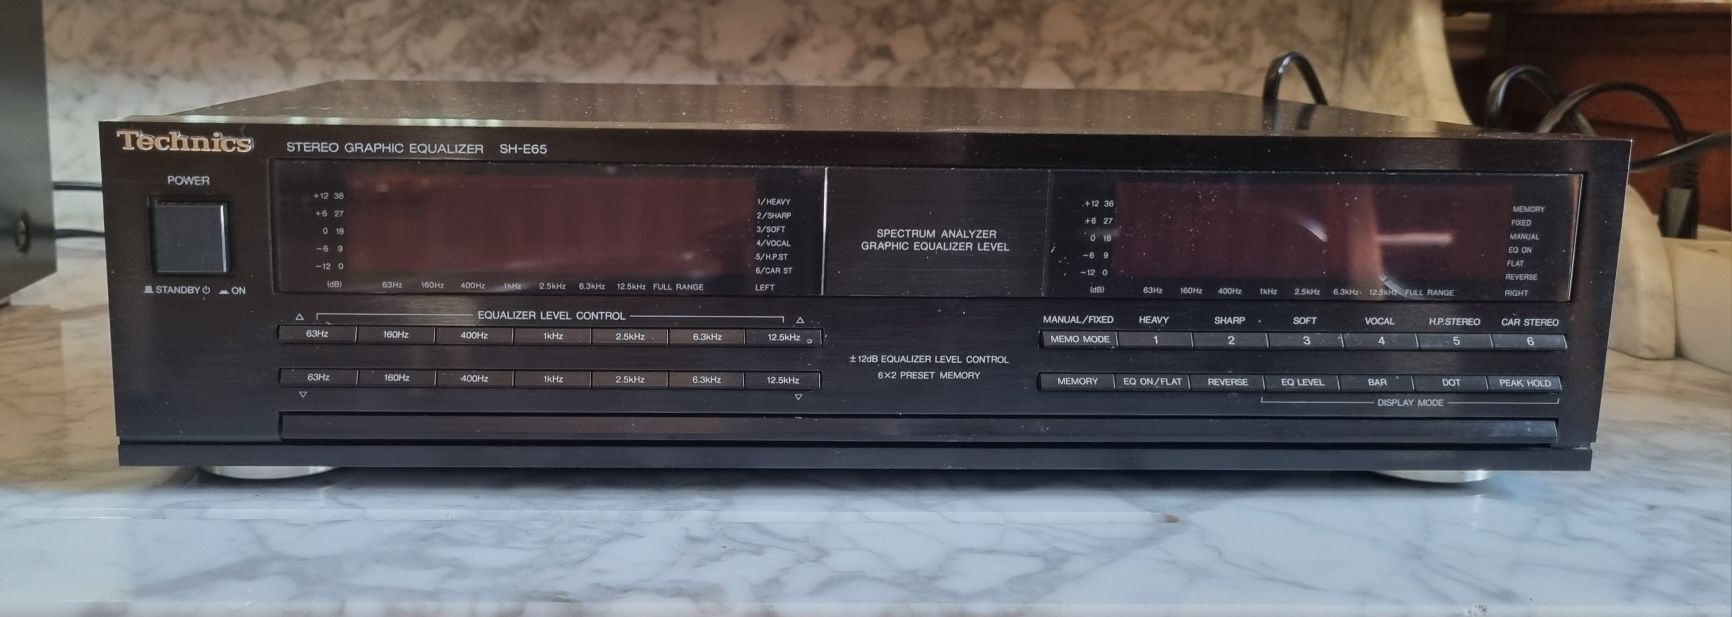 Technics
STEREO GRAPHIC EQUALIZER SH-E65
POWER
STANDBY ON
+12 36
+6 27
0 18
-6 9
-12 0
(dB)
63Hz 160Hz 400Hz 1kHz 2.5kHz 6.3kHz 12.5kHz FULL RANGE
1/HEAVY
2/SHARP
3/SOFT
4/VOCAL
5/H.P.ST
6/CAR ST
LEFT
SPECTRUM ANALYZER
GRAPHIC EQUALIZER LEVEL
+12 36
+6 27
0 18
-6 9
-12 0
(dB)
63Hz 160Hz 400Hz 1kHz 2.5kHz 6.3kHz 12.5kHz FULL RANGE
MEMORY
FIXED
MANUAL
EQ ON
FLAT
REVERSE
RIGHT
EQUALIZER LEVEL CONTROL
63Hz 160Hz 400Hz 1kHz 2.5kHz 6.3kHz 12.5kHz
63Hz 160Hz 400Hz 1kHz 2.5kHz 6.3kHz 12.5kHz
±12dB EQUALIZER LEVEL CONTROL
6×2 PRESET MEMORY
MANUAL/FIXED HEAVY SHARP SOFT VOCAL H.P.STEREO CAR STEREO
MEMO MODE 1 2 3 4 5 6
MEMORY EQ ON/FLAT REVERSE EQ LEVEL BAR DOT PEAK HOLD
DISPLAY MODE